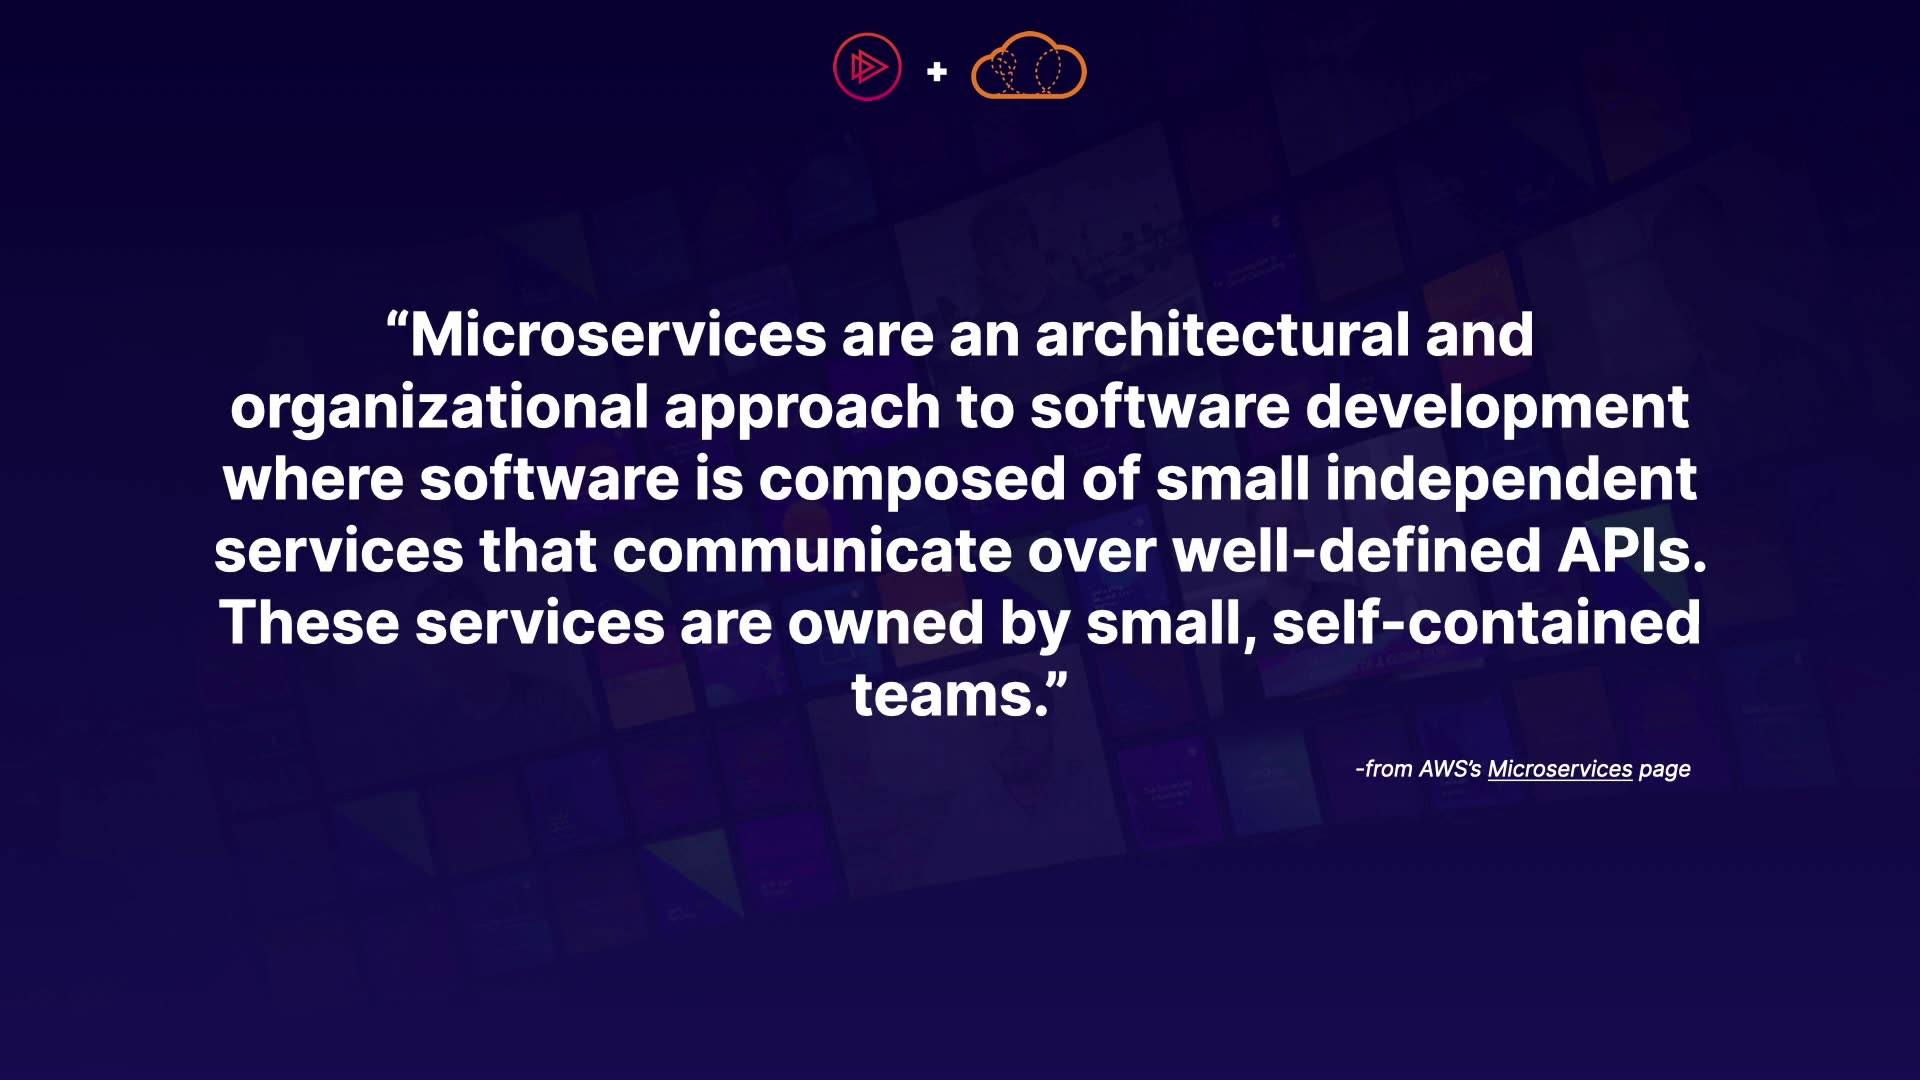 +
“Microservices are an architectural and
organizational approach to software development
where software is composed of small independent
services that communicate over well-defined APIs.
These services are owned by small, self-contained
teams.”
-from AWS’s Microservices page